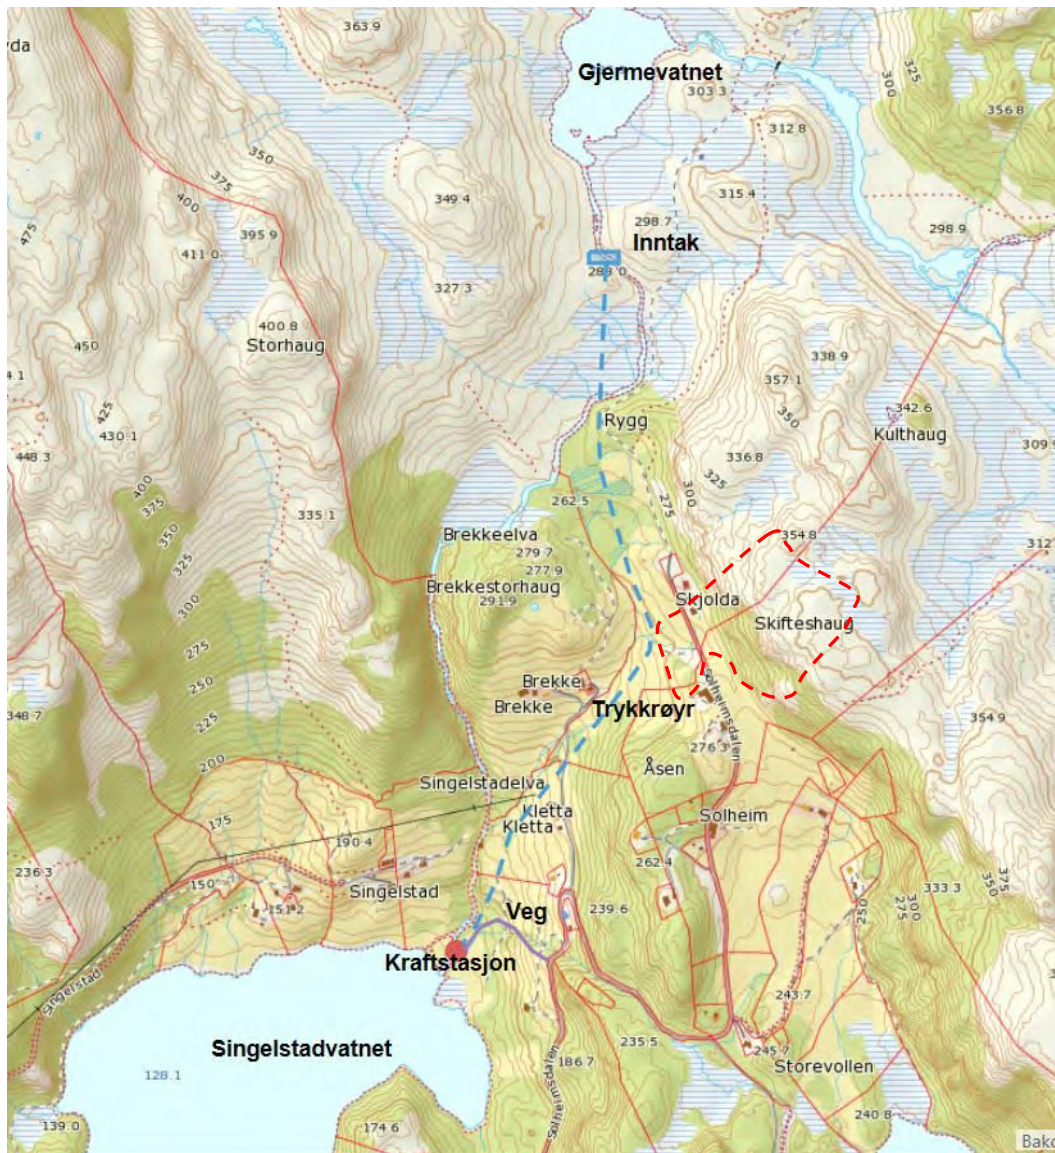 363.9
Gjermevatnet
325
300
303 3
356 8
312.8
350
375
400
349 4
315.4
298.7
298.9
475
395.9
411 0
Inntak
288.0
327 3
400.8
Storhaug
450
338.9
357 1
350
425
430.1
448.3
342.6
Kulthaug
Rygg
336.8
325
300
275
400
375
350
325
335.1
262.5
354.8
Brekkeelva
279 7
277 9
Brekkestorhaug
291.9
Skjolda
Skifteshaug
300
275
250
348.7
225
200
Brekke
Brekke
Trykkrøyr
Solheimsdalen
354.9
276 3
Åsen
Singelstadelva
175
Kletta
Kletta
Solheim
190.4
236 3
262.4
150
Singelstad
151.2
Veg
239.6
333 3
350
375
300
275
250
Kraftstasjon
Singelstad
243.7
Singelstadvatnet
235.5
245 7
186 7
Storevollen
128.1
Solheimsdalen
139.0
174 6
240 8